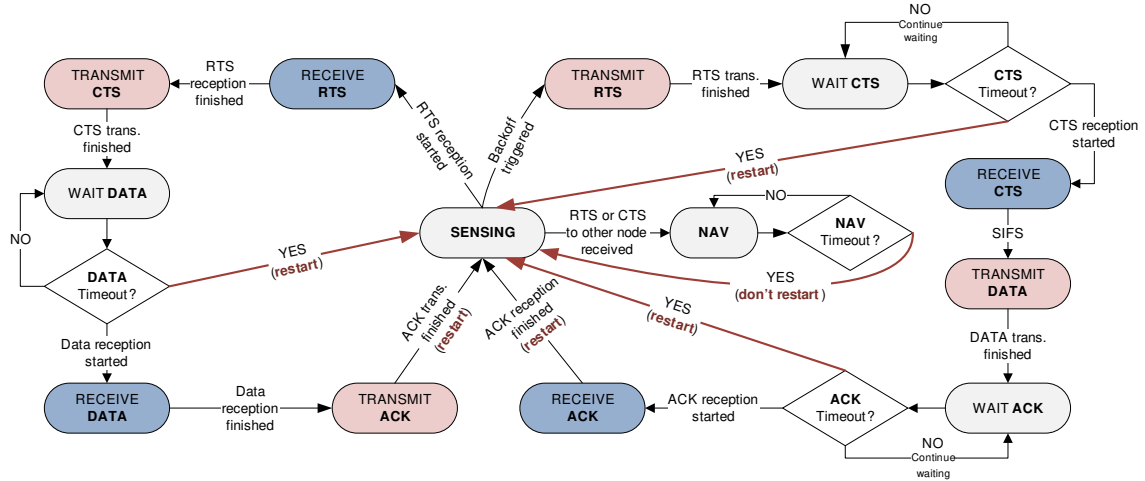 NO
Continue
waiting
TRANSMIT
CTS
RTS
reception
finished
RECEIVE
RTS
TRANSMIT
RTS
RTS trans.
finished
WAIT CTS
CTS
Timeout?
CTS trans.
finished
RTS reception
started
Backoff
triggered
CTS reception
started
YES
(restart)
RECEIVE
CTS
WAIT DATA
NO
SENSING
RTS or CTS
to other node
received
NO
NAV
NAV
Timeout ?
SIFS
YES
(restart)
DATA
Timeout?
YES
(don't restart )
TRANSMIT
DATA
ACK trans.
finished
(restart)
ACK reception
finished
(restart)
YES
(restart)
DATA trans.
finished
Data reception
started
RECEIVE
DATA
Data
reception
finished
TRANSMIT
ACK
RECEIVE
ACK
ACK reception
started
ACK
Timeout ?
WAIT ACK
NO
Continue
waiting